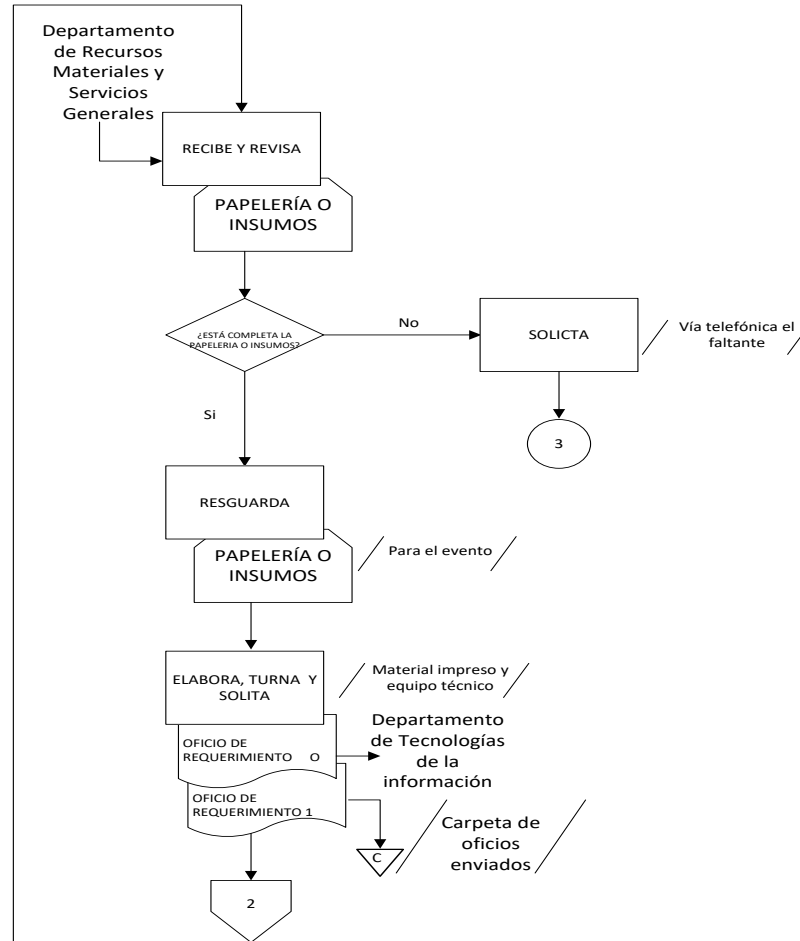 Departamento
de Recursos
Materiales y
Servicios
Generales
RECIBE Y REVISA
PAPELERÍA O
INSUMOS
¿ESTÁ COMPLETA LA
PAPELERIA O INSUMOS?
No
SOLICTA
Vía telefónica el
faltante
3
Si
RESGUARDA
PAPELERÍA O
INSUMOS
Para el evento
ELABORA, TURNA Y
SOLITA
Material impreso y
equipo técnico
OFICIO DE
REQUERIMIENTO O
Departamento
de Tecnologías
de la
información
OFICIO DE
REQUERIMIENTO 1
C
Carpeta de
oficios
enviados
2